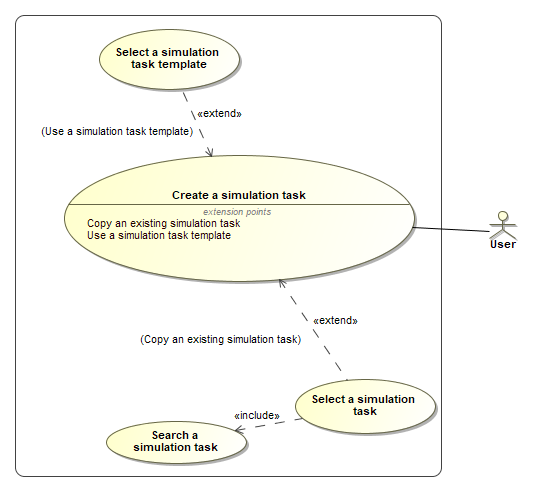 Select a simulation
task template
«extend»
(Use a simulation task template)
Create a simulation task
extension points
Copy an existing simulation task
Use a simulation task template
User
«extend»
(Copy an existing simulation task)
Select a simulation
task
«include»
Search a
simulation task